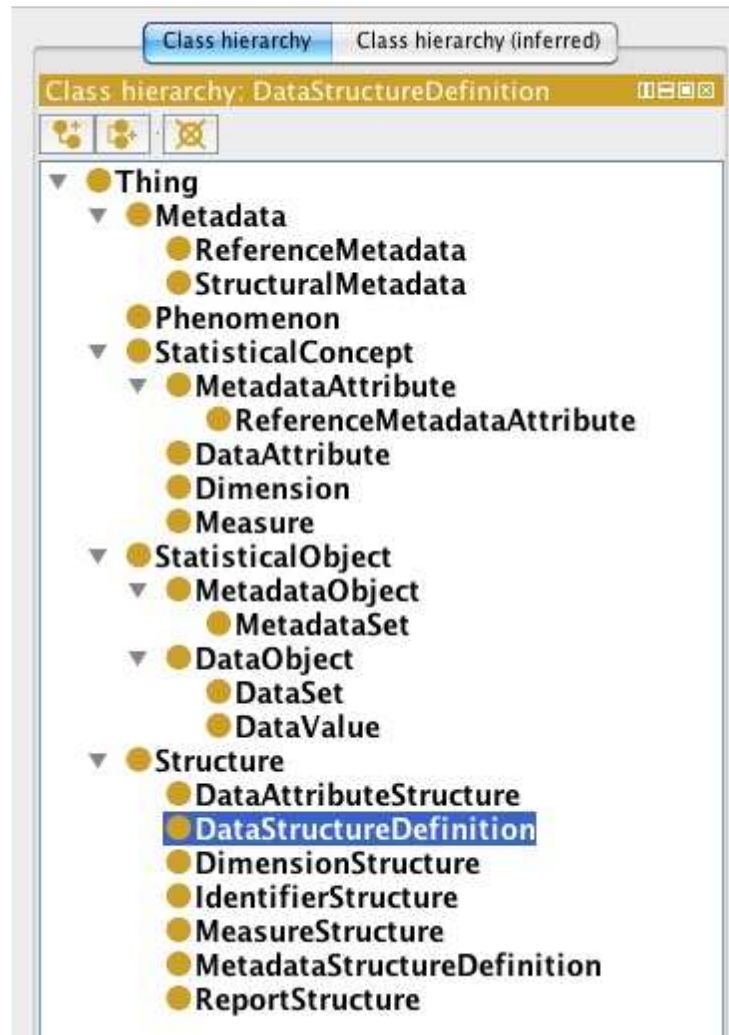 Class hierarchy Class hierarchy (inferred)
Class hierarchy: DataStructureDefinition
Thing
Metadata
ReferenceMetadata
StructuralMetadata
Phenomenon
StatisticalConcept
MetadataAttribute
ReferenceMetadataAttribute
DataAttribute
Dimension
Measure
StatisticalObject
MetadataObject
MetadataSet
DataObject
DataSet
DataValue
Structure
DataAttributeStructure
DataStructureDefinition
DimensionStructure
IdentifierStructure
MeasureStructure
MetadataStructureDefinition
ReportStructure